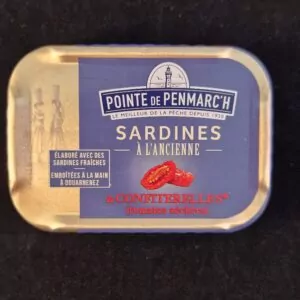 POINTE DE PENMARC'H
LE MEILLEUR DE LA PÊCHE DEPUIS 1920
SARDINES
À L'ANCIENNE
ÉLABORÉ AVEC DES
SARDINES FRAÎCHES
EMBOÎTÉES À LA MAIN
À DOUARNENEZ